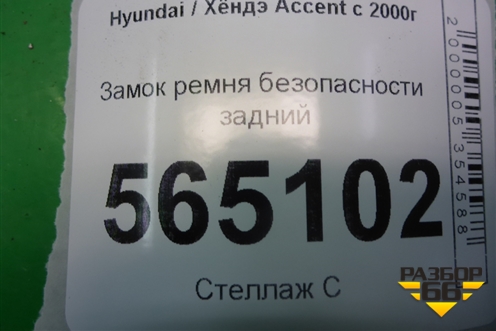 Hyundai / Хёндэ Accent с 2000г
Замок ремня безопасности
задний
565102
Стеллаж С
2000005354588
РАЗБОР
66